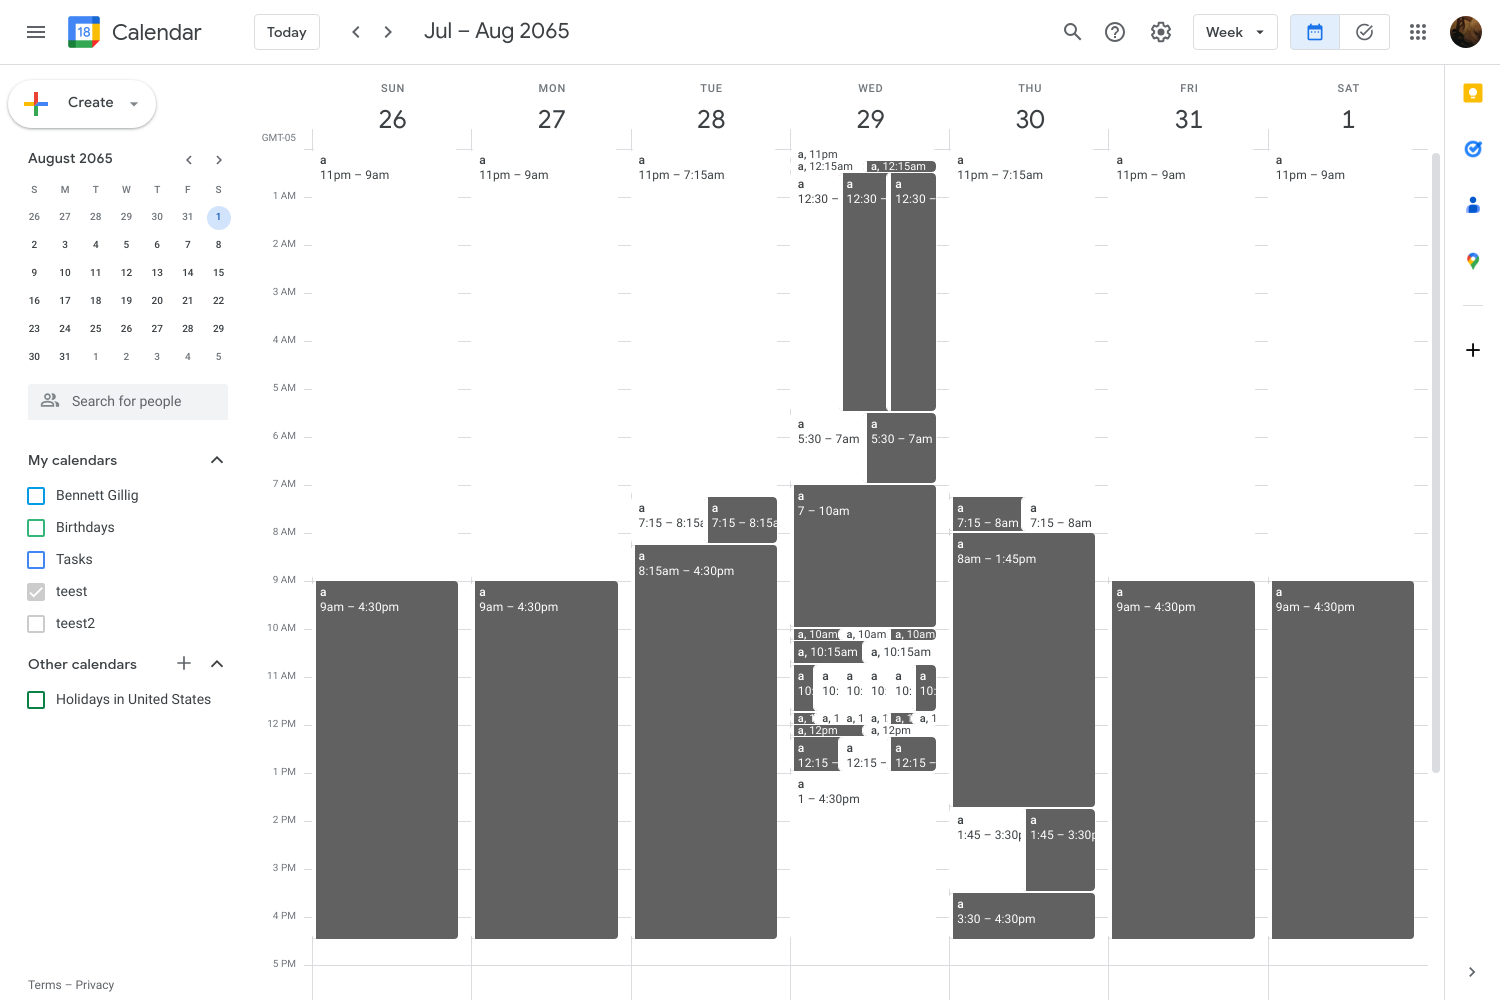 18 Calendar
Today
Jul – Aug 2065
Week
Create
August 2065
S M T W T F S
26 27 28 29 30 31 1
2 3 4 5 6 7 8
9 10 11 12 13 14 15
16 17 18 19 20 21 22
23 24 25 26 27 28 29
30 31 1 2 3 4 5
Search for people
My calendars
Bennett Gillig
Birthdays
Tasks
teest
teest2
Other calendars
Holidays in United States
Terms – Privacy
GMT-05
1 AM
2 AM
3 AM
4 AM
5 AM
6 AM
7 AM
8 AM
9 AM
10 AM
11 AM
12 PM
1 PM
2 PM
3 PM
4 PM
5 PM
SUN
26
a
11pm – 9am
a
9am – 4:30pm
MON
27
a
11pm – 9am
a
9am – 4:30pm
TUE
28
a
11pm – 7:15am
a
7:15 – 8:15a
a
7:15 – 8:15a
a
8:15am – 4:30pm
WED
29
a, 11pm
a, 12:15am
a, 12:15am
a
12:30 –
a
12:30 –
a
12:30 –
a
5:30 – 7am
a
5:30 – 7am
a
7 – 10am
a, 10am
a, 10am
a, 10am
a, 10:15am
a, 10:15am
a
10:
a
10:
a
10:
a
10:
a
10:
a
10:
a, 1
a, 1
a, 1
a, 1
a, 1
a, 1
a, 12pm
a, 12pm
a
12:15 –
a
12:15 –
a
12:15 –
a
1 – 4:30pm
THU
30
a
11pm – 7:15am
a
7:15 – 8am
a
7:15 – 8am
a
8am – 1:45pm
a
1:45 – 3:30p
a
1:45 – 3:30p
a
3:30 – 4:30pm
FRI
31
a
11pm – 9am
a
9am – 4:30pm
SAT
1
a
11pm – 9am
a
9am – 4:30pm